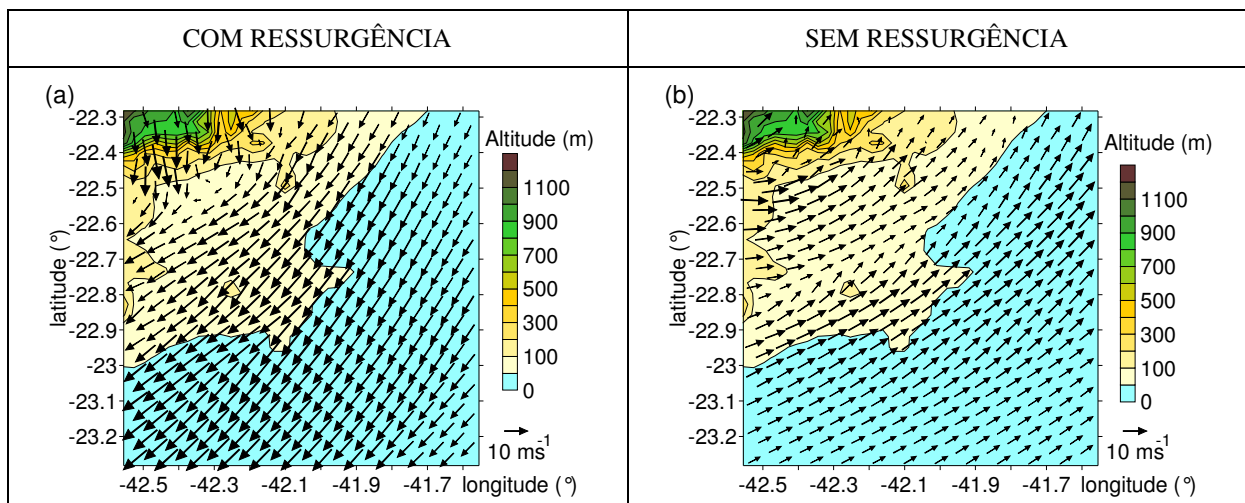 COM RESSURGÊNCIA
SEM RESSURGÊNCIA
(a)
-22.3
-22.4
-22.5
-22.6
-22.7
-22.8
-22.9
-23
-23.1
-23.2
latitude (°)
-42.5 -42.3 -42.1 -41.9 -41.7 longitude (°)
Altitude (m)
1100
900
700
500
300
100
0
10 ms-1
(b)
-22.3
-22.4
-22.5
-22.6
-22.7
-22.8
-22.9
-23
-23.1
-23.2
latitude (°)
-42.5 -42.3 -42.1 -41.9 -41.7 longitude (°)
Altitude (m)
1100
900
700
500
300
100
0
10 ms-1